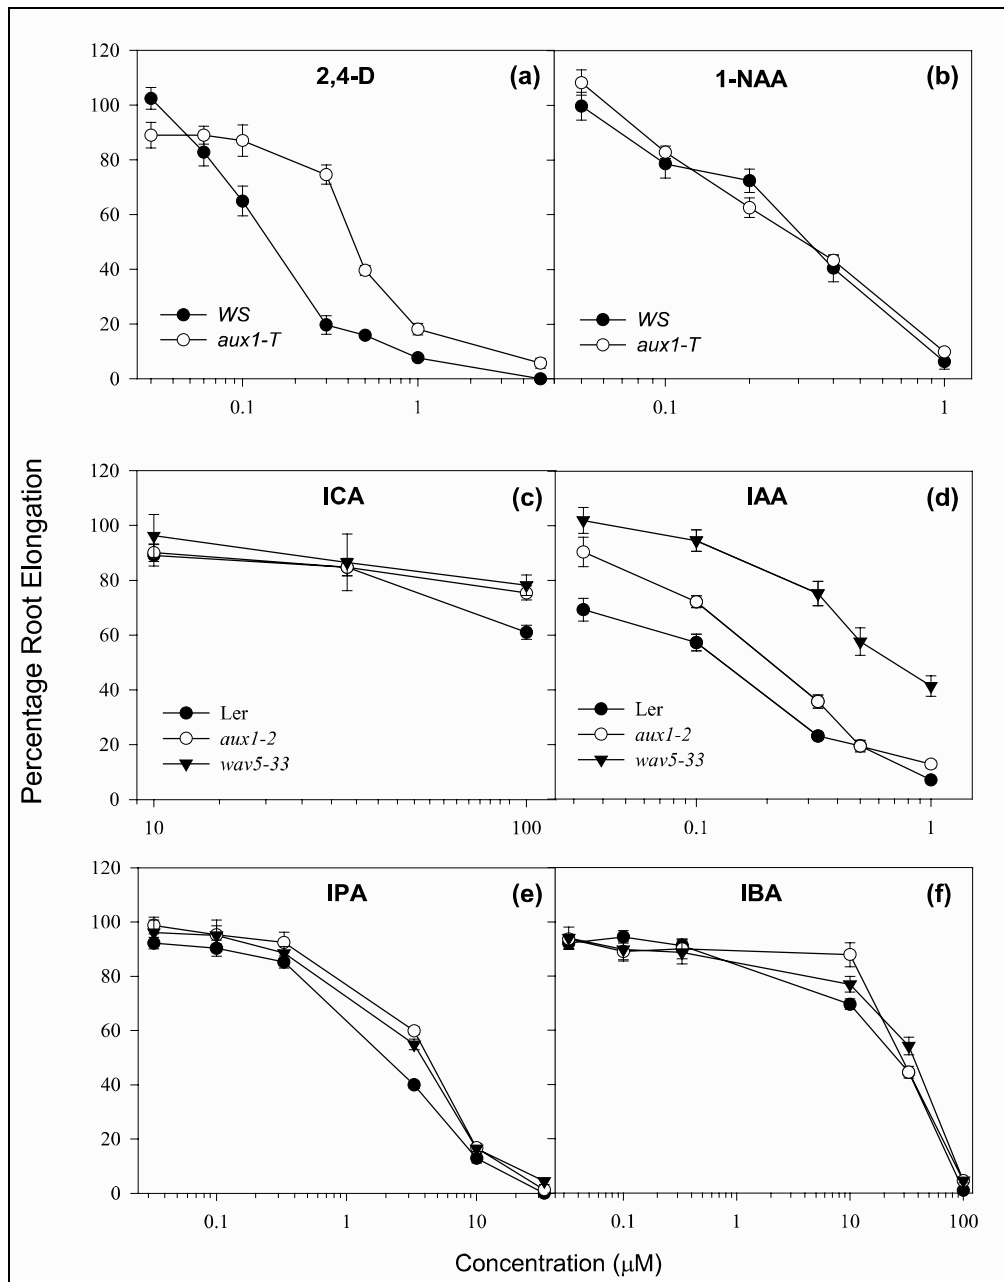 2,4-D (a)
120
100
80
60
40
20
0
WS
aux1-T
0.1 1
1-NAA (b)
WS
aux1-T
0.1 1
Percentage Root Elongation
ICA (c)
120
100
80
60
40
20
0
Ler
aux1-2
wav5-33
10 100
IAA (d)
Ler
aux1-2
wav5-33
0.1 1
IPA (e)
120
100
80
60
40
20
0
0.1 1 10
IBA (f)
0.1 1 10 100
Concentration (μM)